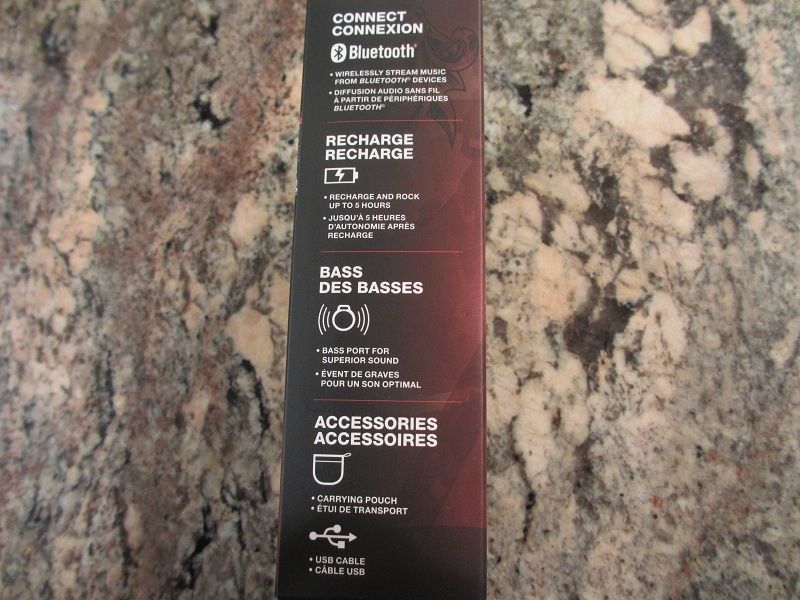 CONNECT
CONNEXION
Bluetooth®
• WIRELESSLY STREAM MUSIC
FROM BLUETOOTH® DEVICES
• DIFFUSION AUDIO SANS FIL
À PARTIR DE PÉRIPHÉRIQUES
BLUETOOTH®
RECHARGE
RECHARGE
• RECHARGE AND ROCK
UP TO 5 HOURS
• JUSQU'À 5 HEURES
D'AUTONOMIE APRÈS
RECHARGE
BASS
DES BASSES
• BASS PORT FOR
SUPERIOR SOUND
• ÉVENT DE GRAVES
POUR UN SON OPTIMAL
ACCESSORIES
ACCESSOIRES
• CARRYING POUCH
• ÉTUI DE TRANSPORT
• USB CABLE
• CÂBLE USB